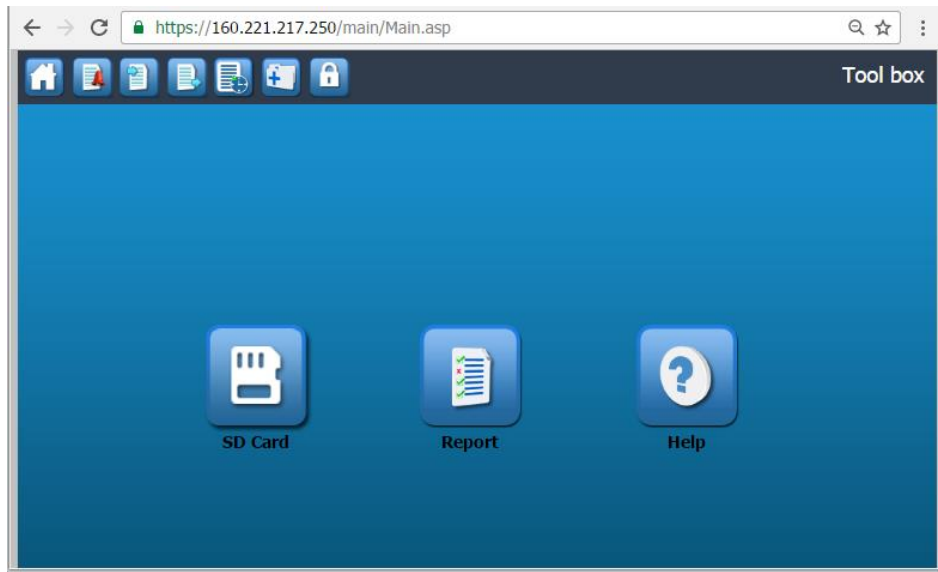 https://160.221.217.250/main/Main.asp
Tool box
SD Card
Report
Help